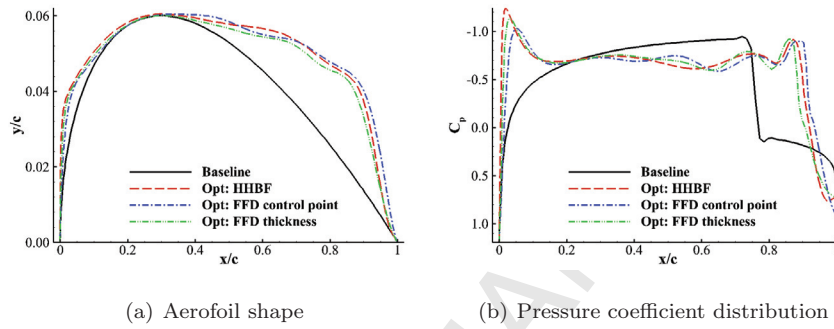 0.06
0.04
0.02
0.00
y/c
Baseline
Opt: HHBF
Opt: FFD control point
Opt: FFD thickness
0 0.2 0.4 0.6 0.8 1
x/c
(a) Aerofoil shape
-1.0
-0.5
0.0
0.5
1.0
Cp
Baseline
Opt: HHBF
Opt: FFD control point
Opt: FFD thickness
0 0.2 0.4 0.6 0.8 1
x/c
(b) Pressure coefficient distribution